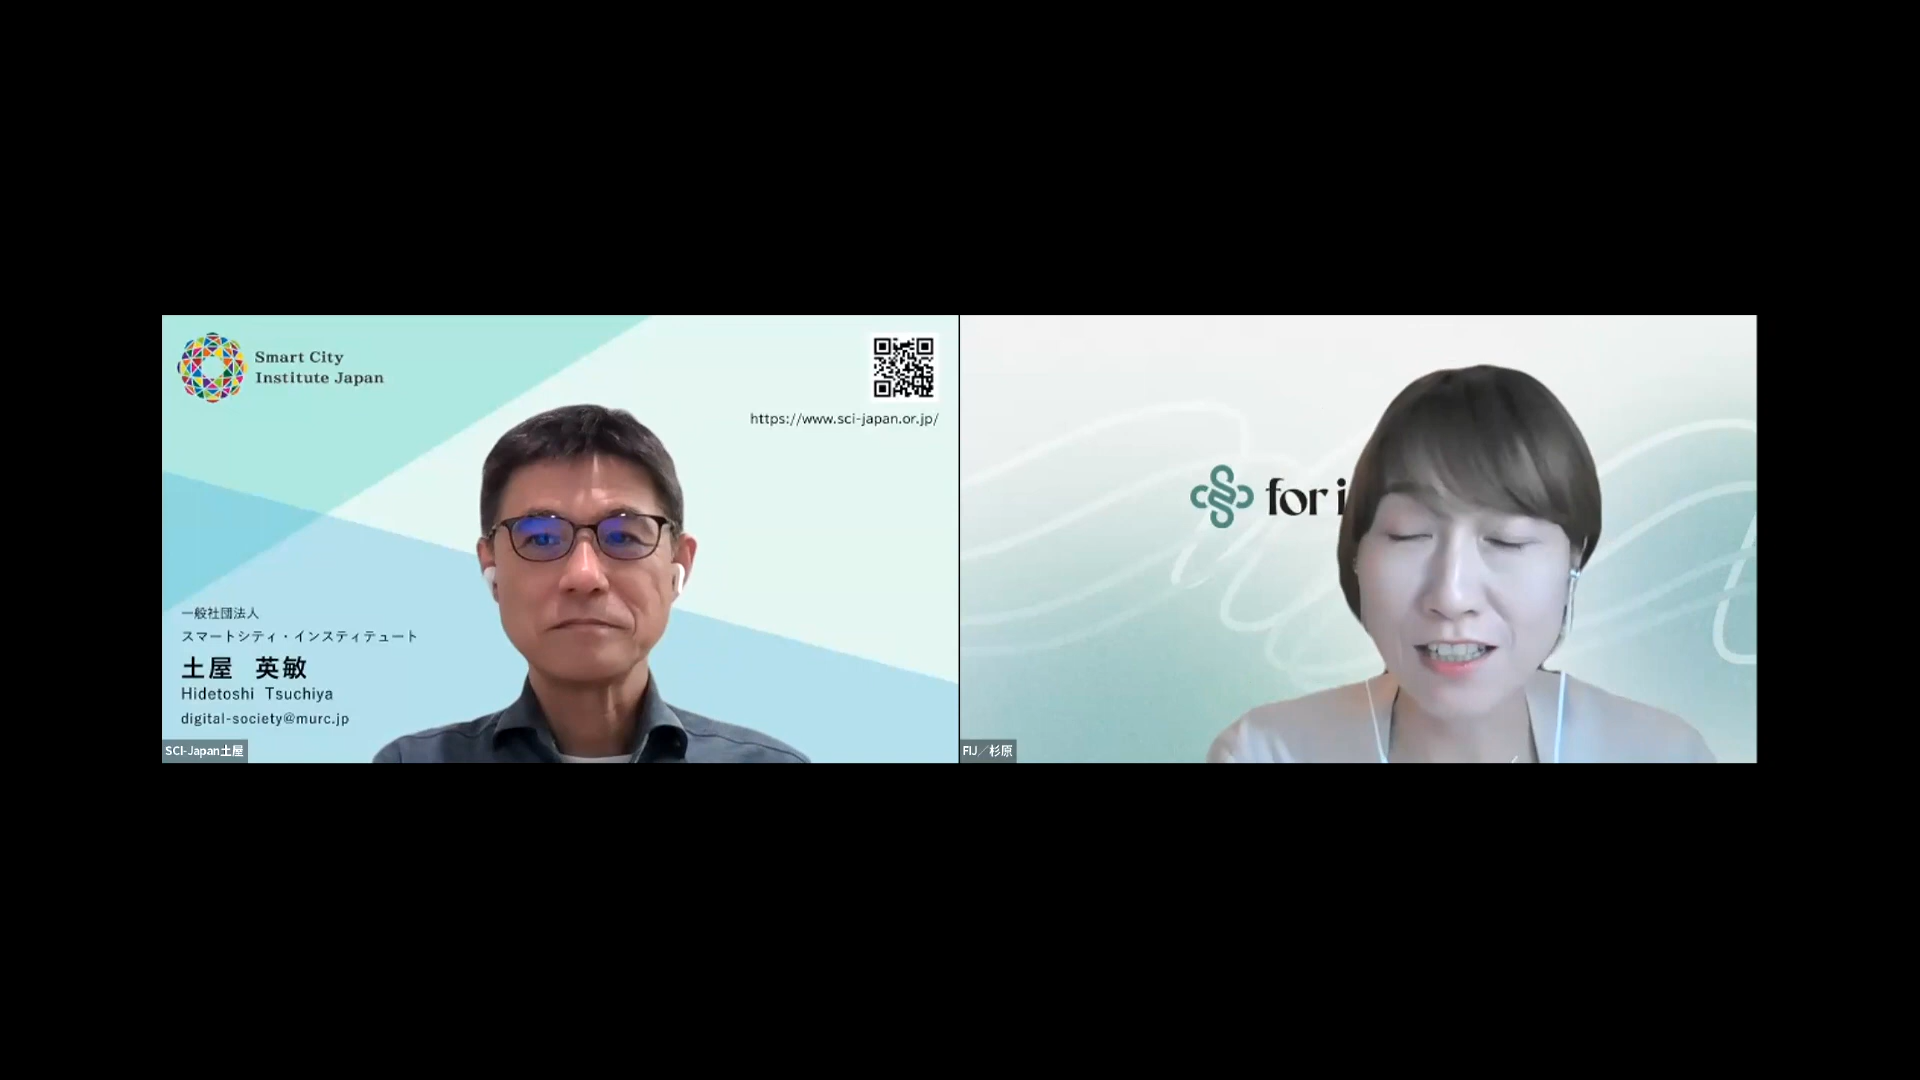 Smart City
Institute Japan
https://www.sci-japan.or.jp/
一般社団法人
スマートシティ・インスティテュート
土屋 英敏
Hidetoshi Tsuchiya
digital-society@murc.jp
SCI-Japan土屋
for i
FIJ／杉原